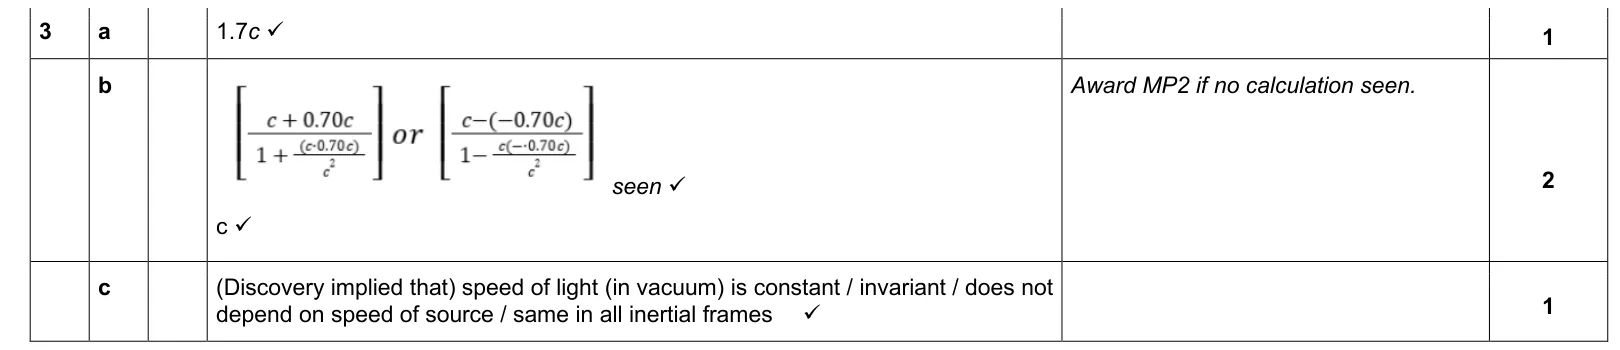 3 a 1.7c ✓ 1
b [ (c + 0.70c) / (1 + (c·0.70c)/c²) ] or [ (c−(−0.70c)) / (1− c(−·0.70c)/c²) ] seen ✓ Award MP2 if no calculation seen. 2
c ✓
c (Discovery implied that) speed of light (in vacuum) is constant / invariant / does not 1
depend on speed of source / same in all inertial frames ✓